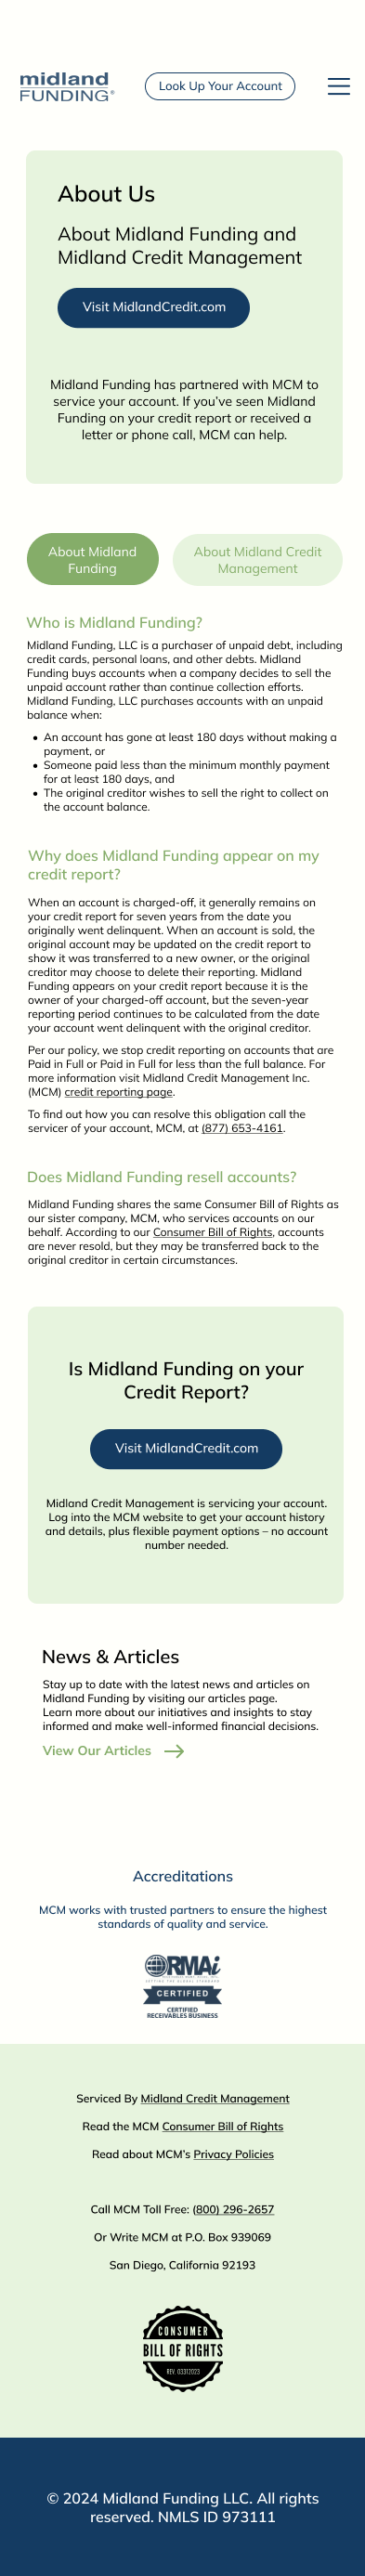 midland
FUNDING®
Look Up Your Account
About Us
About Midland Funding and
Midland Credit Management
Visit MidlandCredit.com
Midland Funding has partnered with MCM to
service your account. If you've seen Midland
Funding on your credit report or received a
letter or phone call, MCM can help.
About Midland
Funding
About Midland Credit
Management
Who is Midland Funding?
Midland Funding, LLC is a purchaser of unpaid debt, including
credit cards, personal loans, and other debts. Midland
Funding buys accounts when a company decides to sell the
unpaid account rather than continue collection efforts.
Midland Funding, LLC purchases accounts with an unpaid
balance when:
• An account has gone at least 180 days without making a
payment, or
• Someone paid less than the minimum monthly payment
for at least 180 days, and
• The original creditor wishes to sell the right to collect on
the account balance.
Why does Midland Funding appear on my
credit report?
When an account is charged-off, it generally remains on
your credit report for seven years from the date you
originally went delinquent. When an account is sold, the
original account may be updated on the credit report to
show it was transferred to a new owner, or the original
creditor may choose to delete their reporting. Midland
Funding appears on your credit report because it is the
owner of your charged-off account, but the seven-year
reporting period continues to be calculated from the date
your account went delinquent with the original creditor.
Per our policy, we stop credit reporting on accounts that are
Paid in Full or Paid in Full for less than the full balance. For
more information visit Midland Credit Management Inc.
(MCM) credit reporting page.
To find out how you can resolve this obligation call the
servicer of your account, MCM, at (877) 653-4161.
Does Midland Funding resell accounts?
Midland Funding shares the same Consumer Bill of Rights as
our sister company, MCM, who services accounts on our
behalf. According to our Consumer Bill of Rights, accounts
are never resold, but they may be transferred back to the
original creditor in certain circumstances.
Is Midland Funding on your
Credit Report?
Visit MidlandCredit.com
Midland Credit Management is servicing your account.
Log into the MCM website to get your account history
and details, plus flexible payment options – no account
number needed.
News & Articles
Stay up to date with the latest news and articles on
Midland Funding by visiting our articles page.
Learn more about our initiatives and insights to stay
informed and make well-informed financial decisions.
View Our Articles
Accreditations
MCM works with trusted partners to ensure the highest
standards of quality and service.
RMAi
CERTIFIED
CERTIFIED
RECEIVABLES BUSINESS
Serviced By Midland Credit Management
Read the MCM Consumer Bill of Rights
Read about MCM's Privacy Policies
Call MCM Toll Free: (800) 296-2657
Or Write MCM at P.O. Box 939069
San Diego, California 92193
CONSUMER
BILL OF RIGHTS
© 2024 Midland Funding LLC. All rights
reserved. NMLS ID 973111